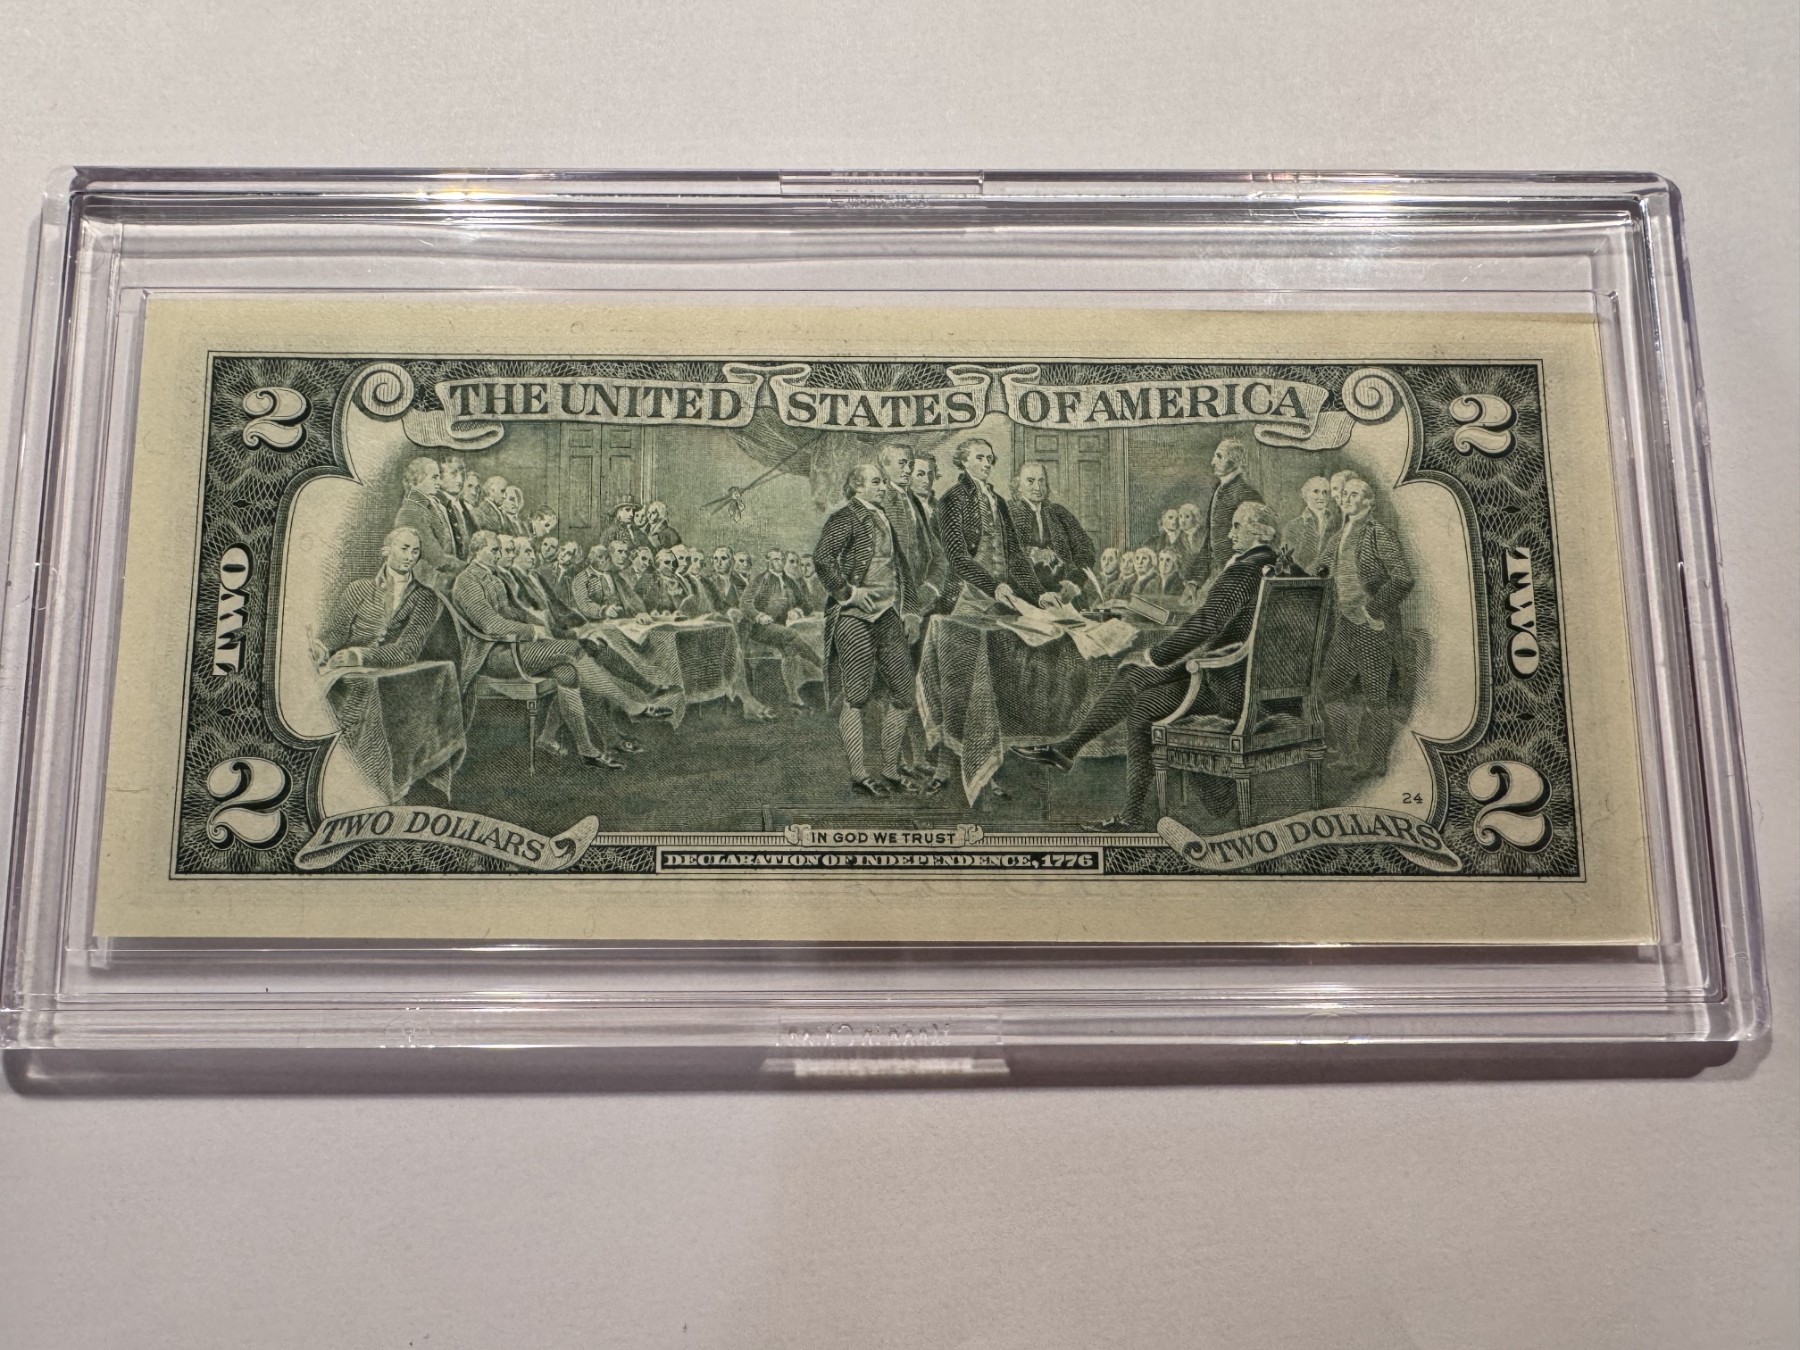 THE UNITED STATES OF AMERICA
2 2
TWO TWO
2 2
24
TWO DOLLARS TWO DOLLARS
IN GOD WE TRUST
DECLARATION OF INDEPENDENCE, 1776